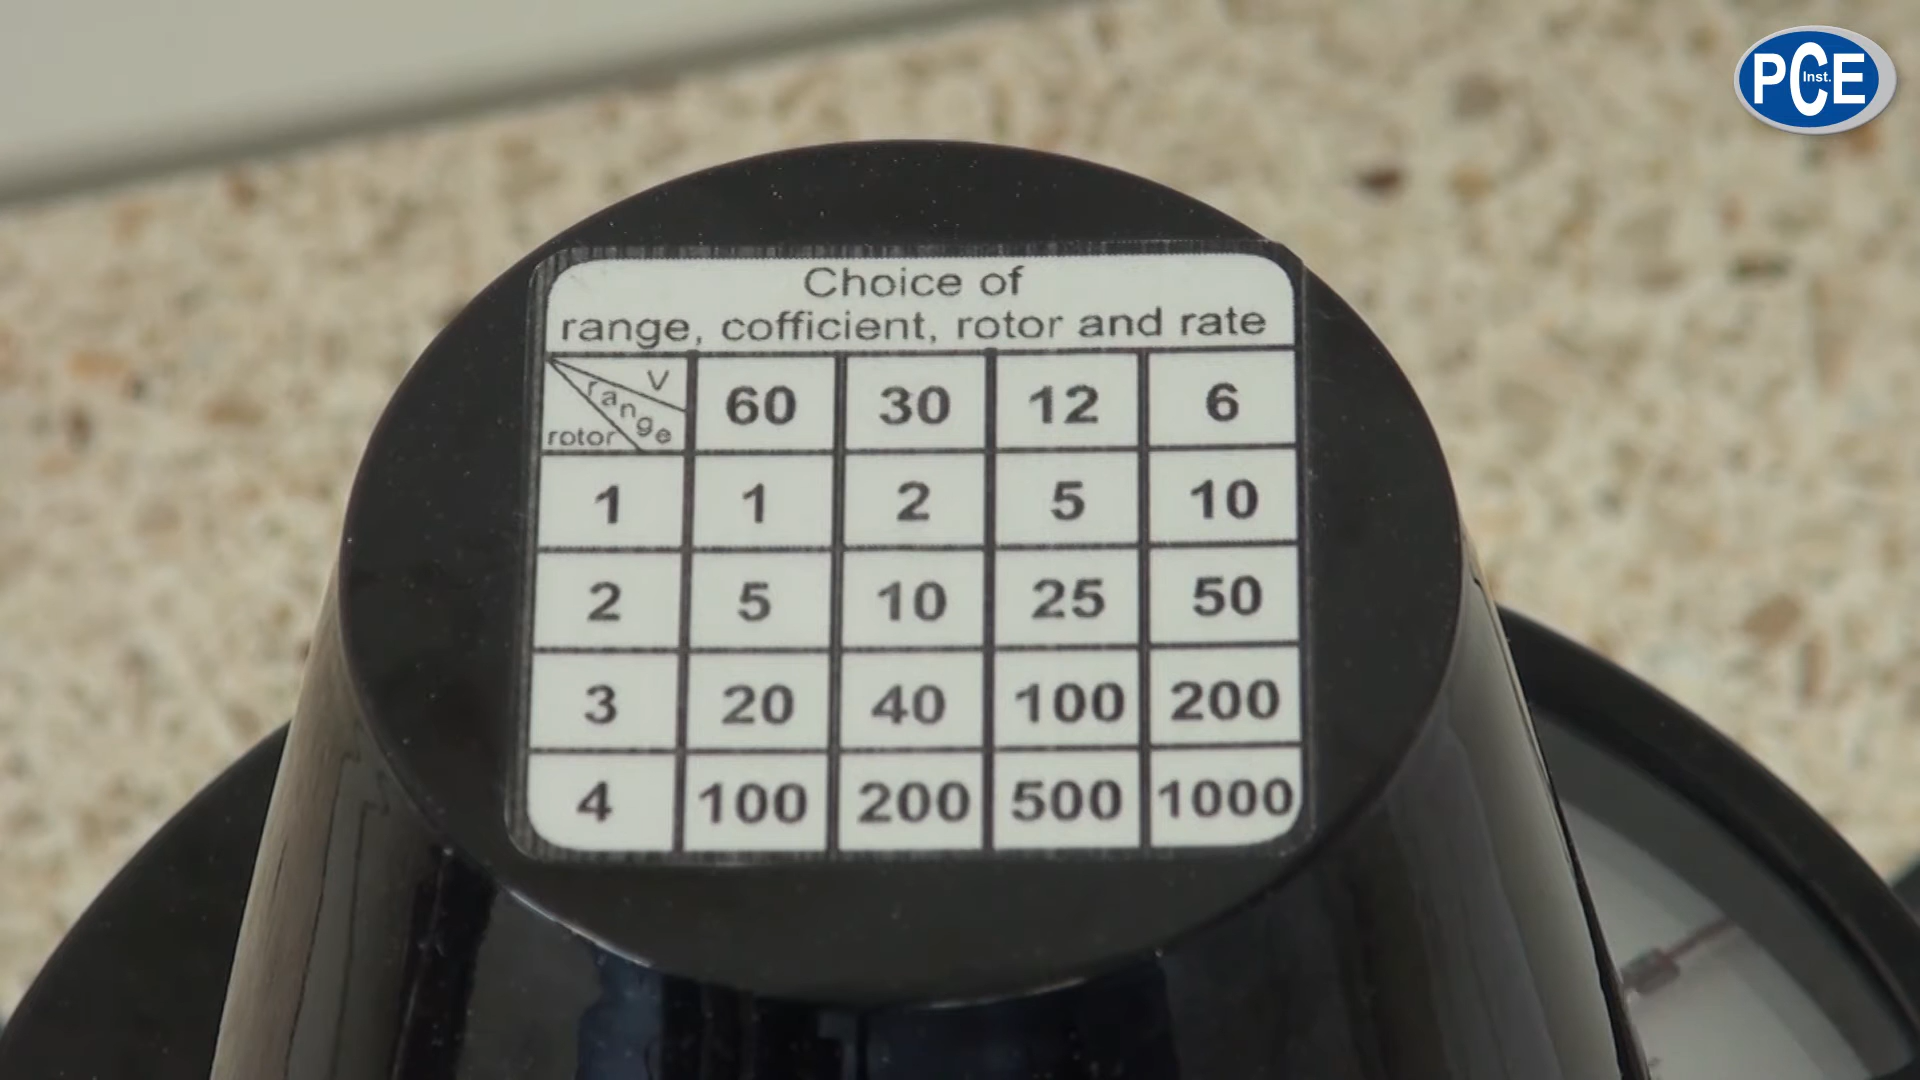 PCE Inst.
Choice of
range, cofficient, rotor and rate
V range rotor 60 30 12 6
1 1 2 5 10
2 5 10 25 50
3 20 40 100 200
4 100 200 500 1000